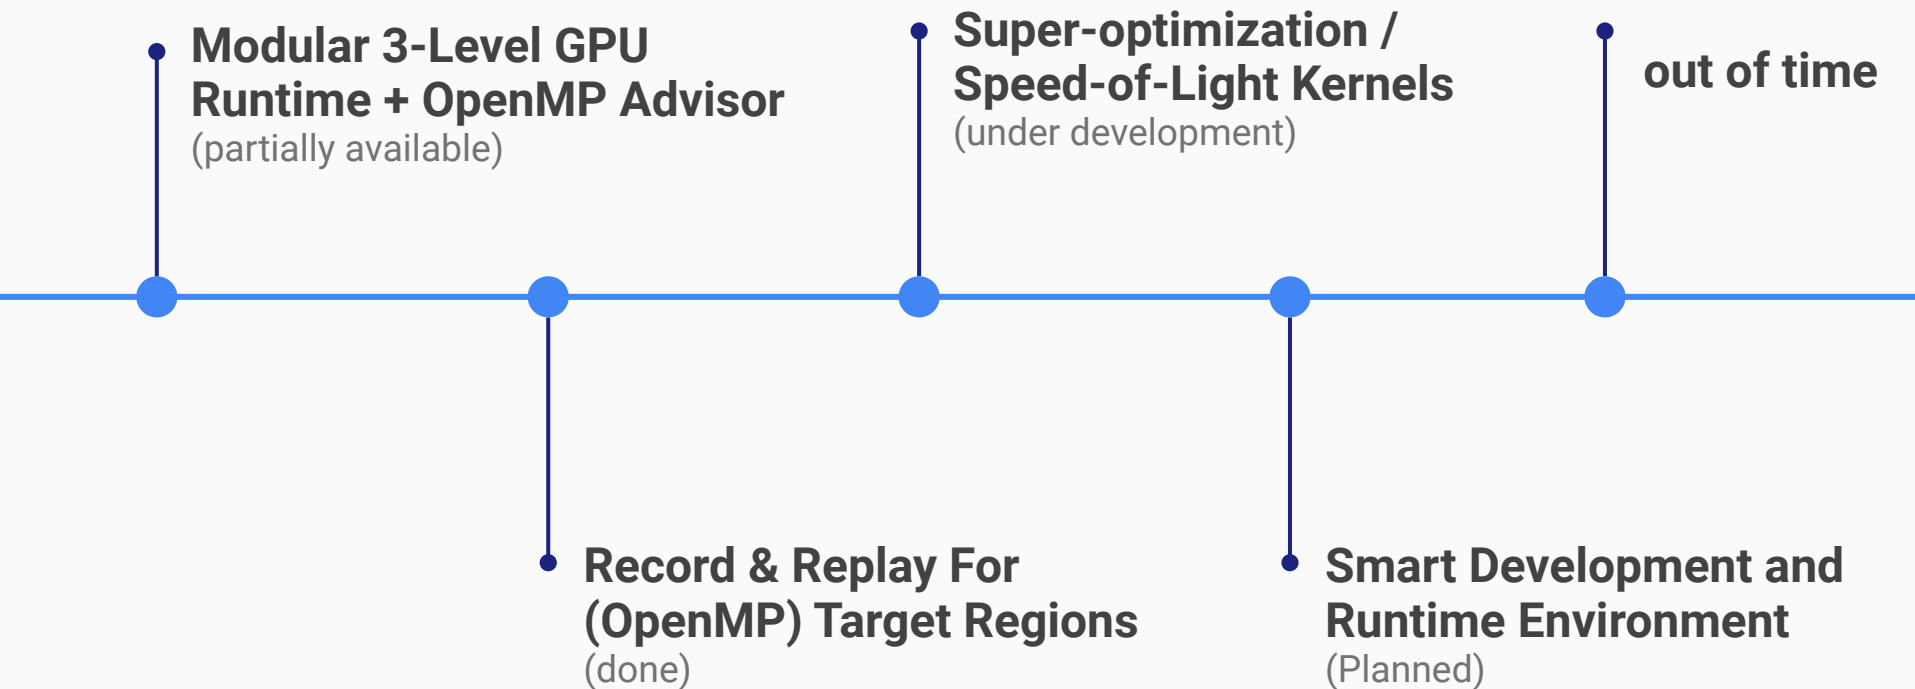 Modular 3-Level GPU
Runtime + OpenMP Advisor
(partially available)
Super-optimization /
Speed-of-Light Kernels
(under development)
out of time
Record & Replay For
(OpenMP) Target Regions
(done)
Smart Development and
Runtime Environment
(Planned)